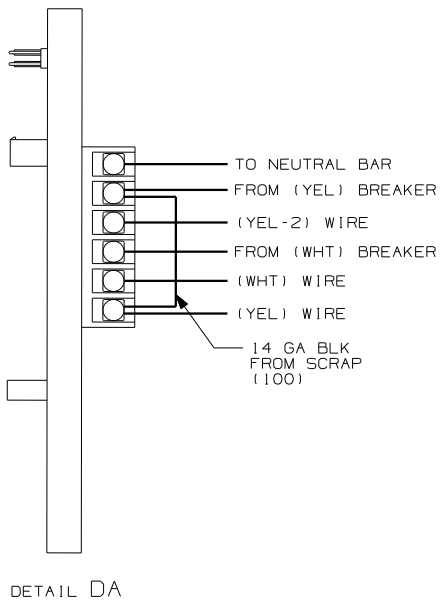 TO NEUTRAL BAR
FROM (YEL) BREAKER
(YEL-2) WIRE
FROM (WHT) BREAKER
(WHT) WIRE
(YEL) WIRE
14 GA BLK
FROM SCRAP
(100)
DETAIL DA